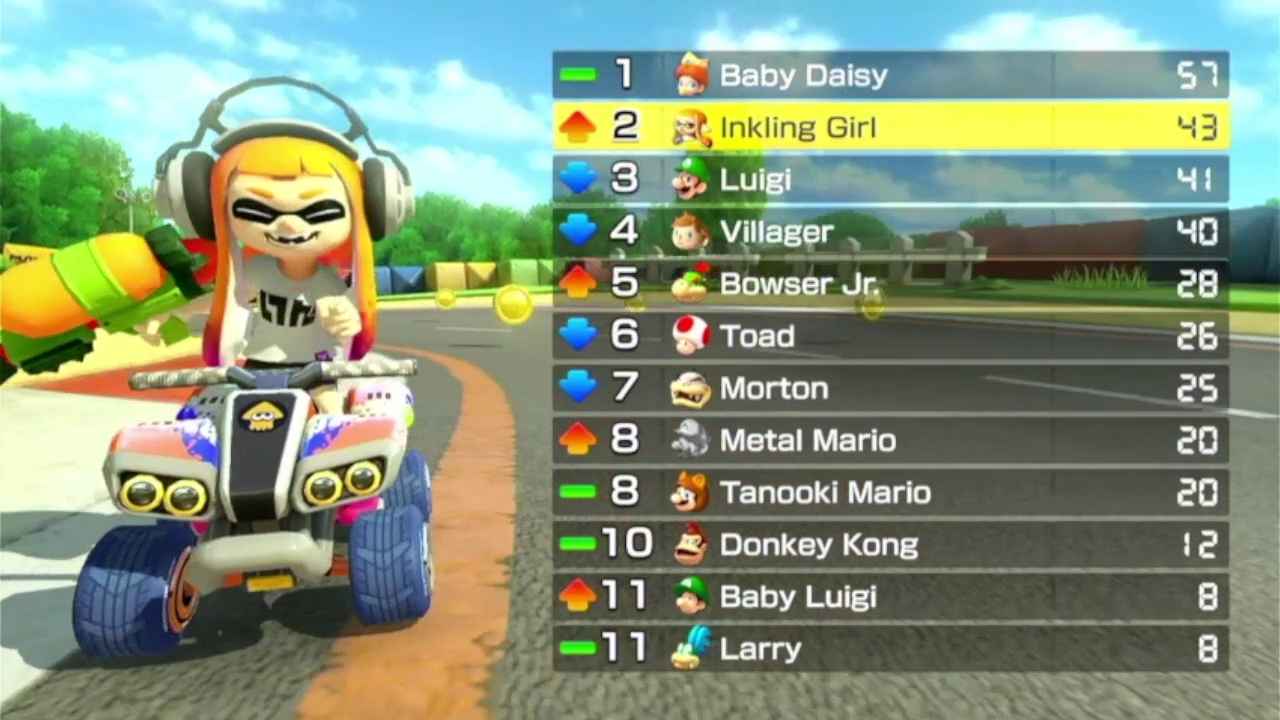 1 Baby Daisy 57
2 Inkling Girl 43
3 Luigi 41
4 Villager 40
5 Bowser Jr. 28
6 Toad 26
7 Morton 25
8 Metal Mario 20
8 Tanooki Mario 20
10 Donkey Kong 12
11 Baby Luigi 8
11 Larry 8